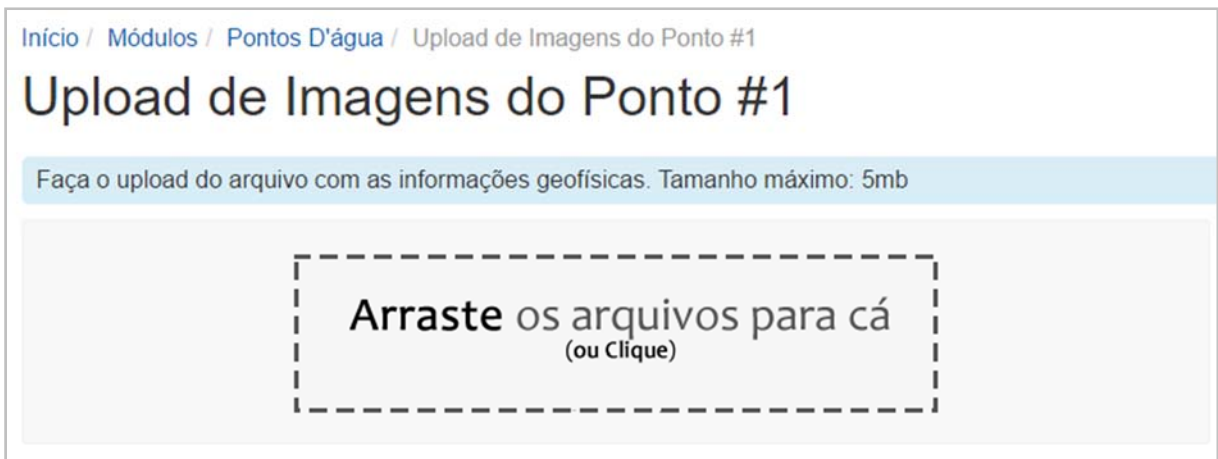 Início / Módulos / Pontos D'água / Upload de Imagens do Ponto #1
Upload de Imagens do Ponto #1
Faça o upload do arquivo com as informações geofísicas. Tamanho máximo: 5mb
Arraste os arquivos para cá
(ou Clique)